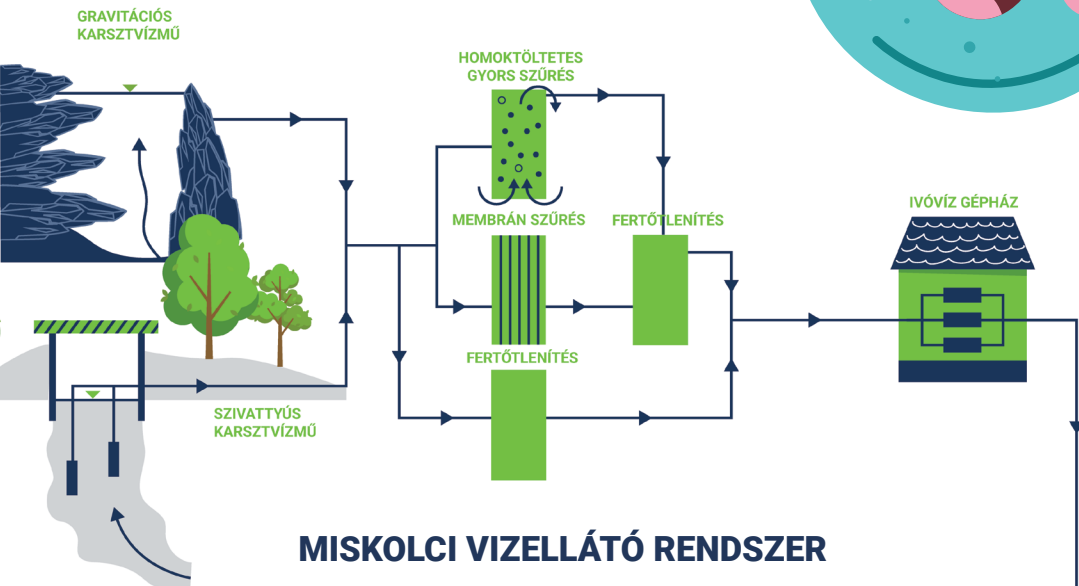 GRAVITÁCIÓS
KARSZTVÍZMŰ
HOMOKTÖLTETES
GYORS SZŰRÉS
MEMBRÁN SZŰRÉS
FERTŐTLENÍTÉS
IVÓVÍZ GÉPHÁZ
FERTŐTLENÍTÉS
SZIVATTYÚS
KARSZTVÍZMŰ
MISKOLCI VIZELLÁTÓ RENDSZER